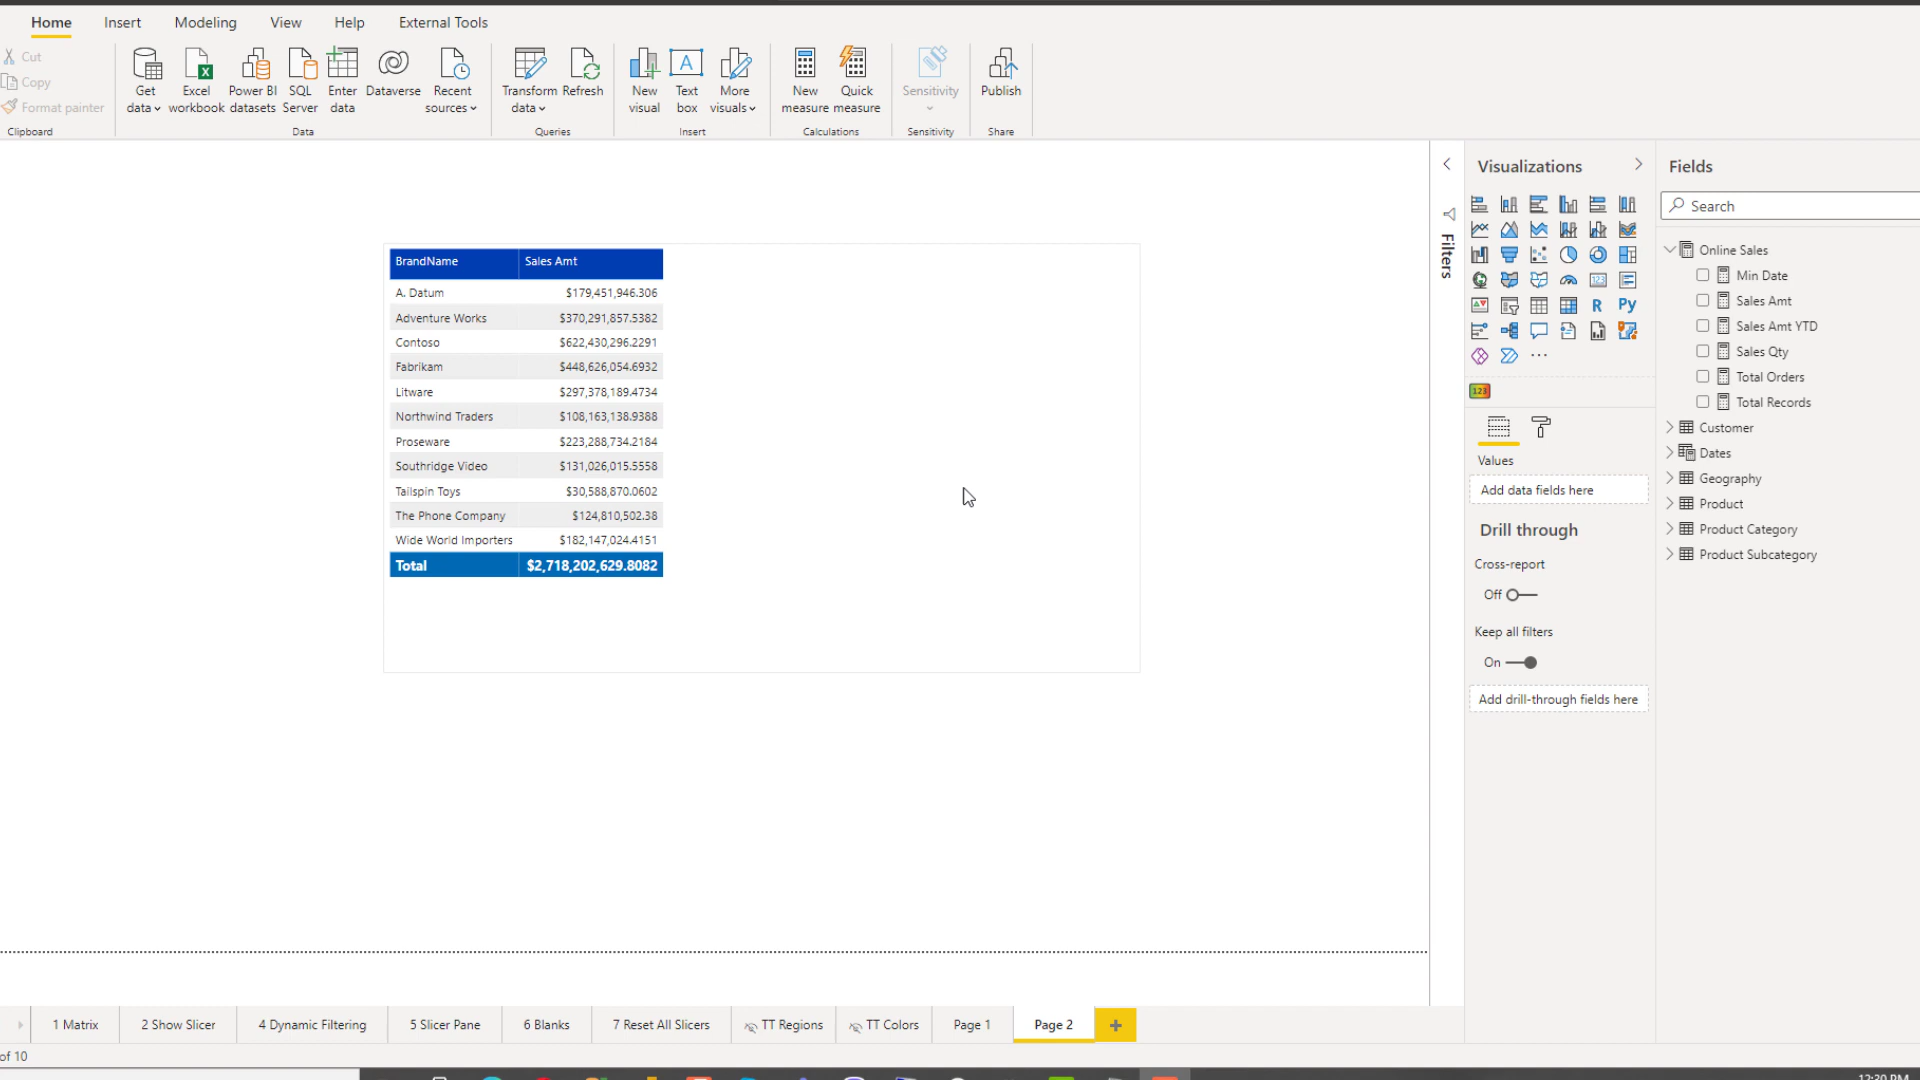 Home Insert Modeling View Help External Tools
Cut
Copy
Format painter
Clipboard
Get data
Excel workbook
Power BI datasets
SQL Server
Enter data
Dataverse
Recent sources
Data
Transform data
Refresh
Queries
New visual
Text box
More visuals
Insert
New measure
Quick measure
Calculations
Sensitivity
Sensitivity
Publish
Share
BrandName Sales Amt
A. Datum $179,451,946.306
Adventure Works $370,291,857.5382
Contoso $622,430,296.2291
Fabrikam $448,626,054.6932
Litware $297,378,189.4734
Northwind Traders $108,163,138.9388
Proseware $223,288,734.2184
Southridge Video $131,026,015.5558
Tailspin Toys $30,588,870.0602
The Phone Company $124,810,502.38
Wide World Importers $182,147,024.4151
Total $2,718,202,629.8082
Filters
Visualizations
R Py
123
Values
Add data fields here
Drill through
Cross-report
Off
Keep all filters
On
Add drill-through fields here
Fields
Search
Online Sales
Min Date
Sales Amt
Sales Amt YTD
Sales Qty
Total Orders
Total Records
Customer
Dates
Geography
Product
Product Category
Product Subcategory
1 Matrix 2 Show Slicer 4 Dynamic Filtering 5 Slicer Pane 6 Blanks 7 Reset All Slicers TT Regions TT Colors Page 1 Page 2
of 10